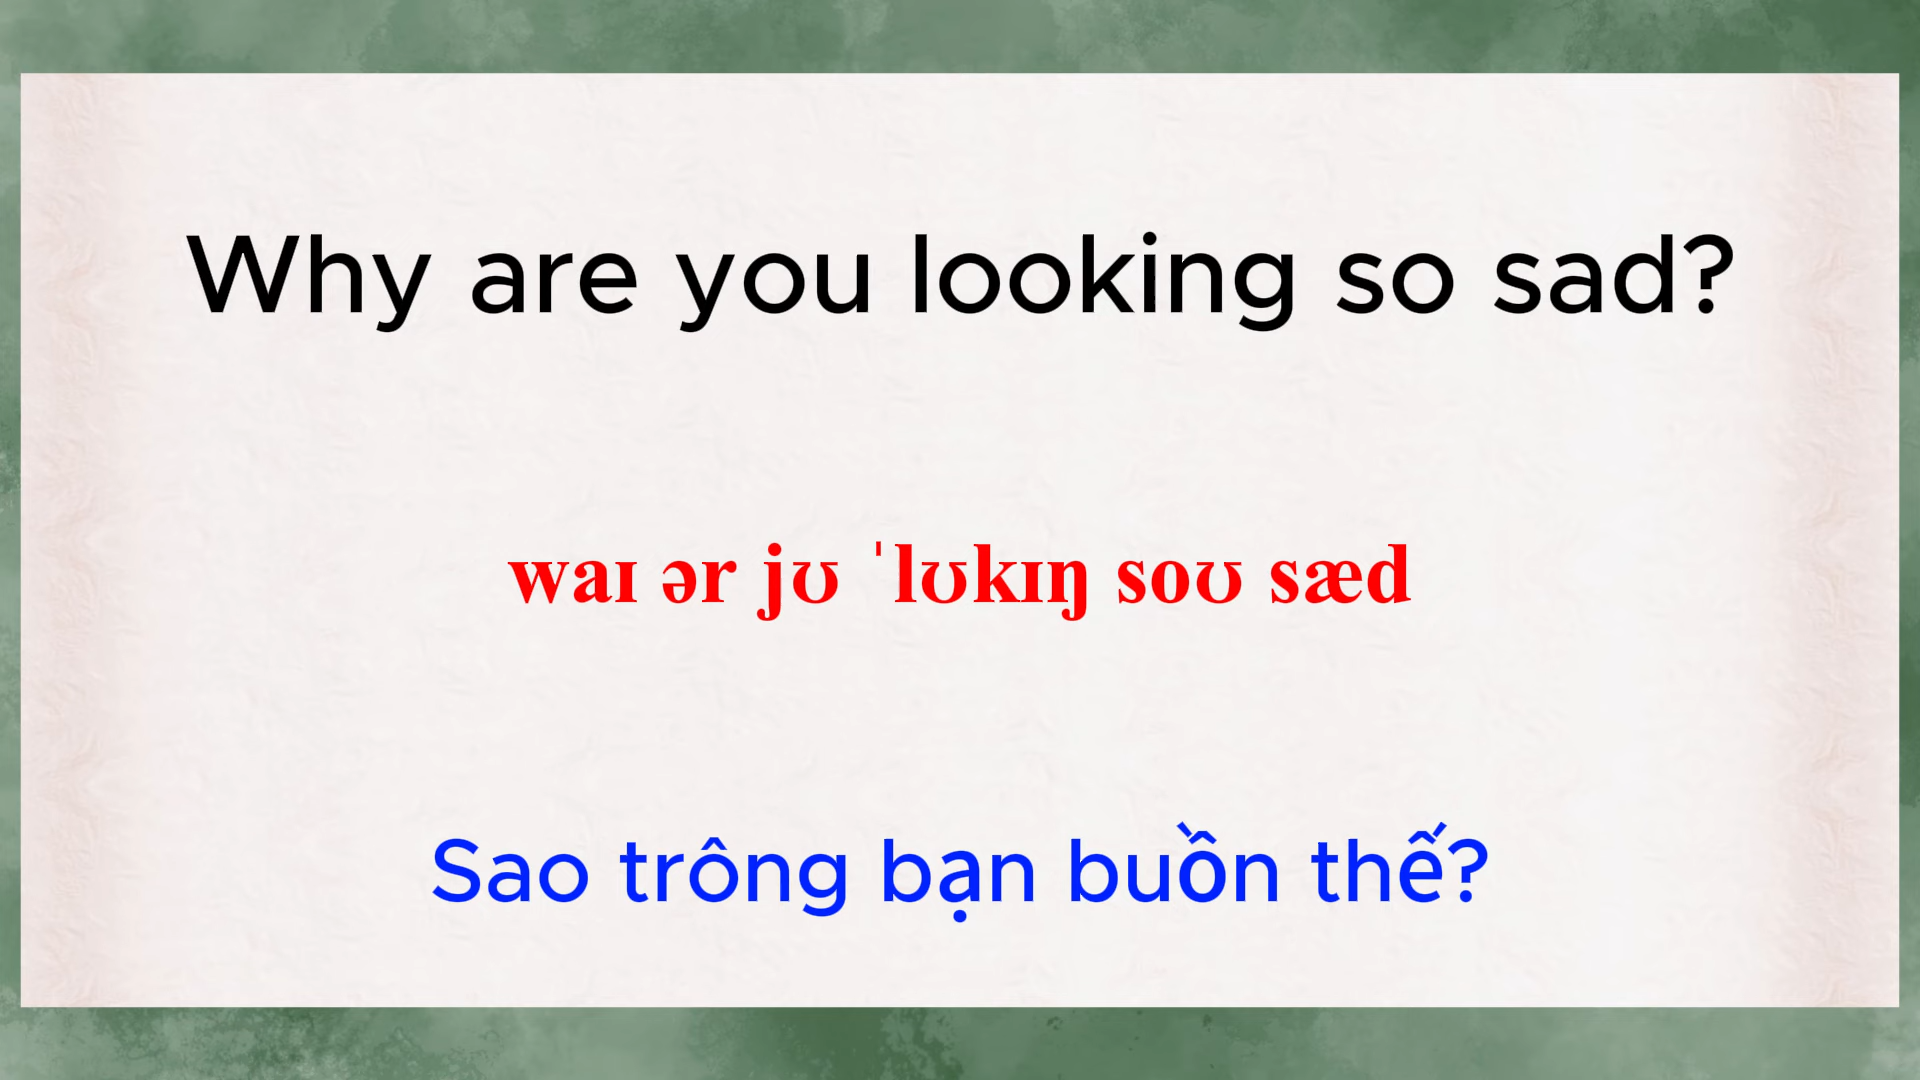 Why are you looking so sad?
waɪ ər jʊ ˈlʊkɪŋ soʊ sæd
Sao trông bạn buồn thế?